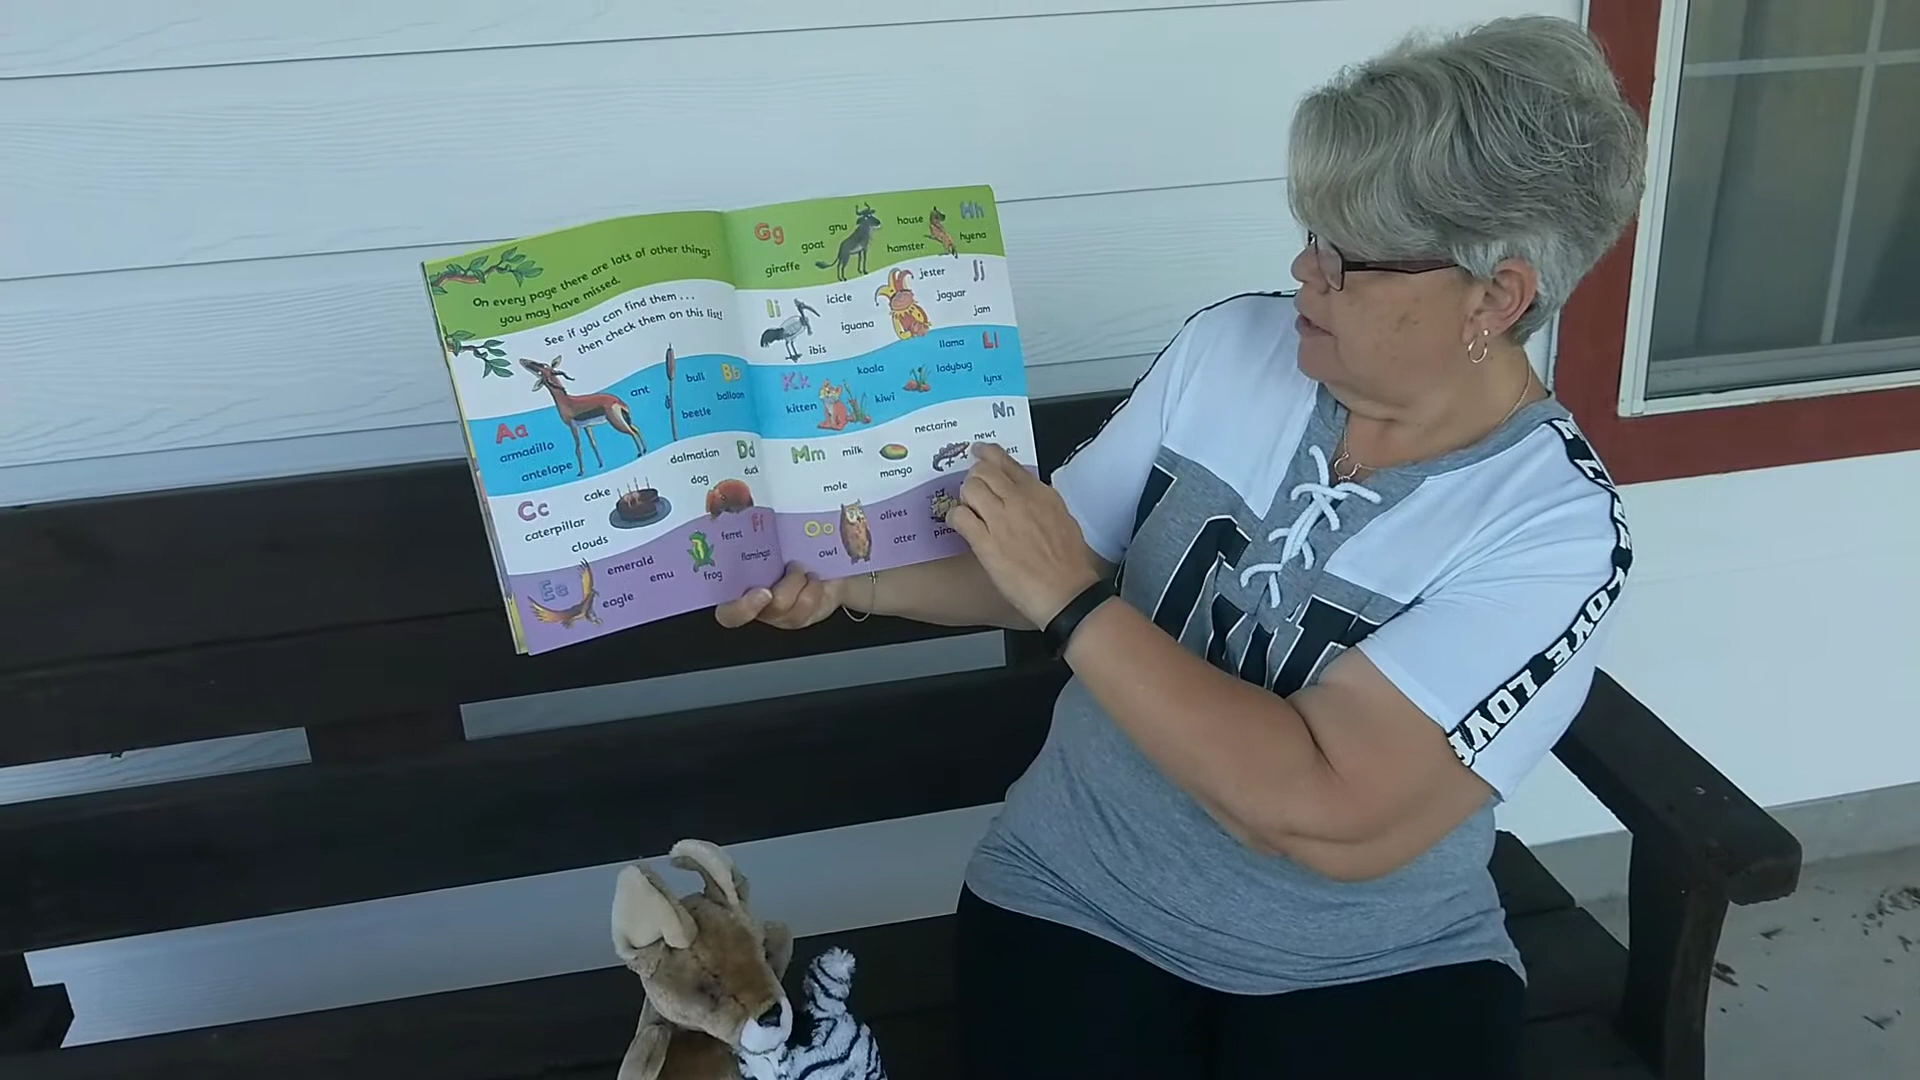 On every page there are lots of other things
you may have missed.
See if you can find them ...
then check them on this list!
Aa
armadillo
antelope
ant
Bb
bull
balloon
beetle
Cc
cake
caterpillar
clouds
Dd
dalmatian
dog
duck
Ee
emerald
emu
eagle
Ff
ferret
flamingo
frog
Gg
gnu
goat
giraffe
Hh
house
hamster
hyena
Ii
icicle
iguana
ibis
Jj
jester
jaguar
jam
Kk
koala
kitten
kiwi
Ll
llama
ladybug
lynx
Mm
milk
mango
mole
Nn
nectarine
newt
Oo
olives
owl
otter
LOVE LOVE